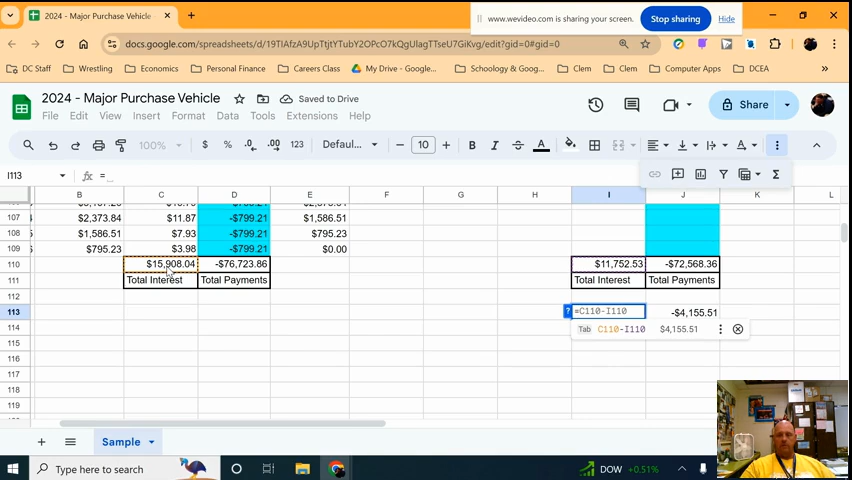 2024 - Major Purchase Vehicle
www.wevideo.com is sharing your screen.
Stop sharing
Hide
docs.google.com/spreadsheets/d/19TlAfzA9UpTtjtYTubY2OPcO7kQgUlagTTseU7GiKvg/edit?gid=0#gid=0
DC Staff
Wrestling
Economics
Personal Finance
Careers Class
My Drive - Google...
Schoology - Goog...
Clem
Clem
Computer Apps
DCEA
2024 - Major Purchase Vehicle
Saved to Drive
File Edit View Insert Format Data Tools Extensions Help
Share
100% $ % .0 .00 123 Defaul... 10 B I S A
I113 fx =
B C D E F G H I J K L
107 $2,373.84 $11.87 -$799.21 $1,586.51
108 $1,586.51 $7.93 -$799.21 $795.23
109 $795.23 $3.98 -$799.21 $0.00
110 $15,908.04 -$76,723.86 $11,752.53 -$72,568.36
111 Total Interest Total Payments Total Interest Total Payments
112
113 ? =C110-I110 -$4,155.51
114 Tab C110-I110 $4,155.51
115
116
117
118
119
Sample
Type here to search
DOW +0.51%